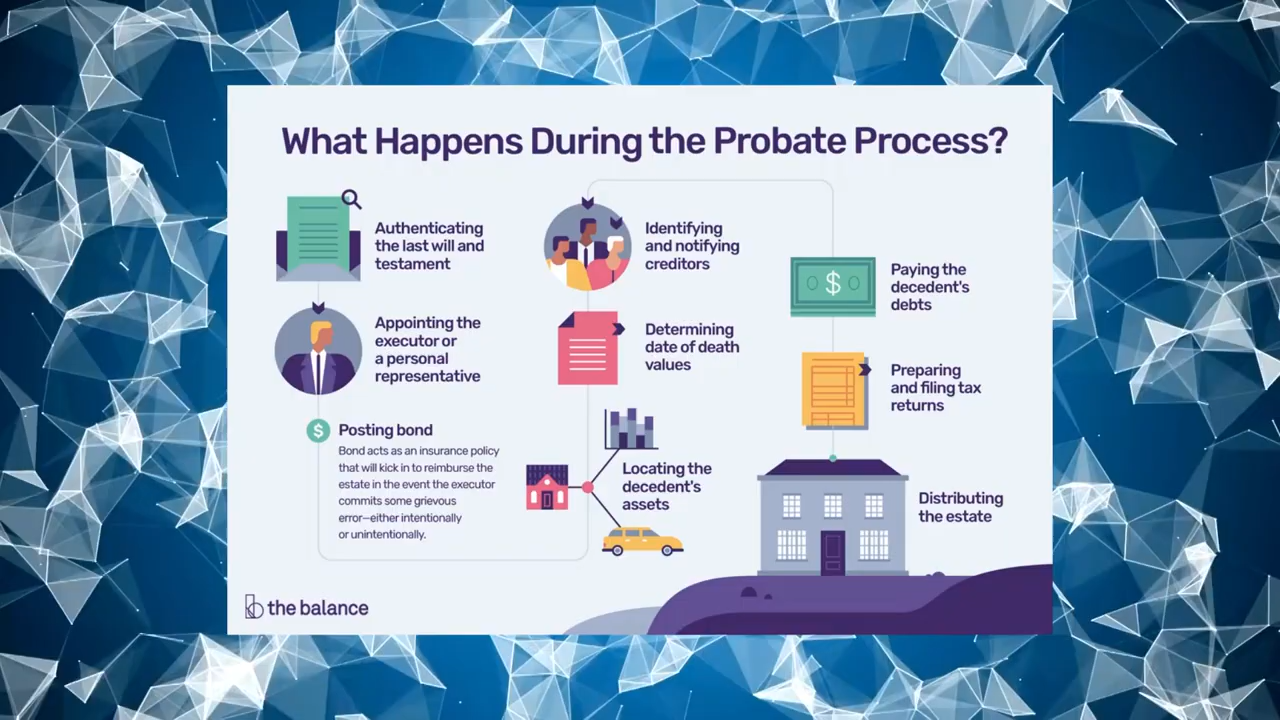 What Happens During the Probate Process?
Authenticating
the last will and
testament
Appointing the
executor or
a personal
representative
$
Posting bond
Bond acts as an insurance policy
that will kick in to reimburse the
estate in the event the executor
commits some grievous
error—either intentionally
or unintentionally.
Locating the
decedent's
assets
Determining
date of death
values
Identifying
and notifying
creditors
$
Paying the
decedent's
debts
Preparing
and filing tax
returns
Distributing
the estate
the balance